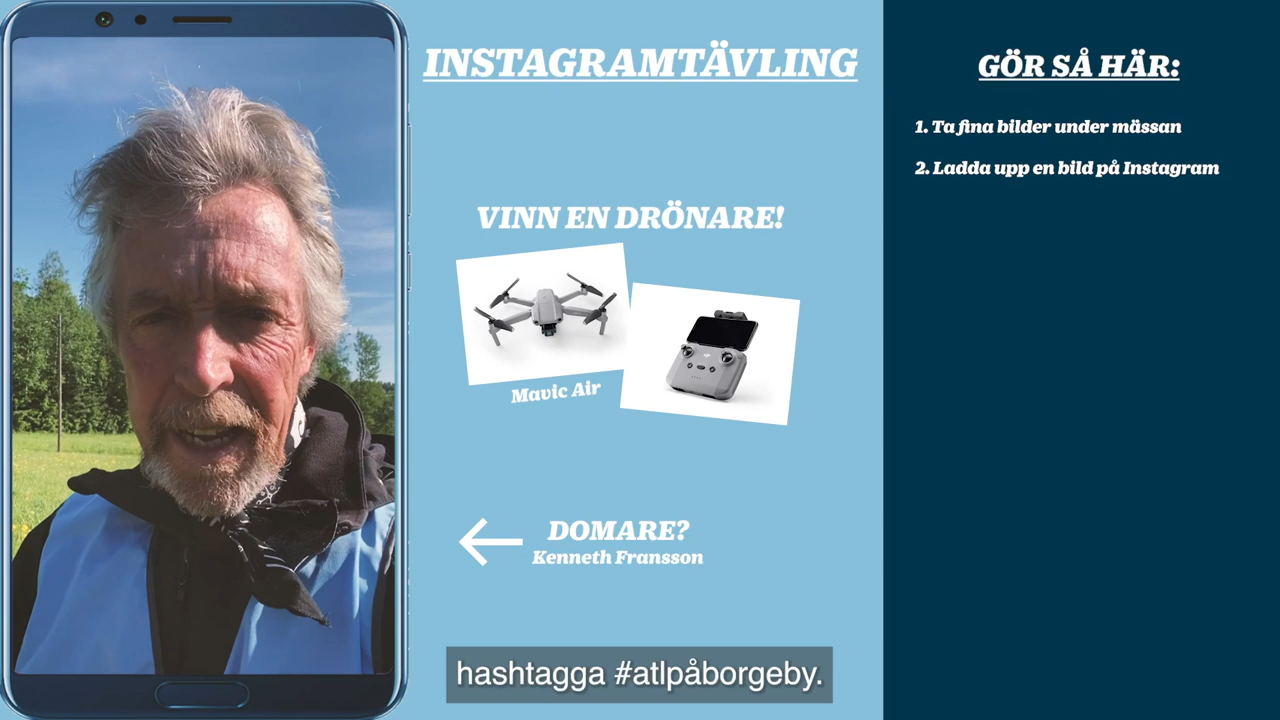 INSTAGRAMTÄVLING
VINN EN DRÖNARE!
Mavic Air
DOMARE?
Kenneth Fransson
hashtagga #atlpåborgeby.
GÖR SÅ HÄR:
1. Ta fina bilder under mässan
2. Ladda upp en bild på Instagram